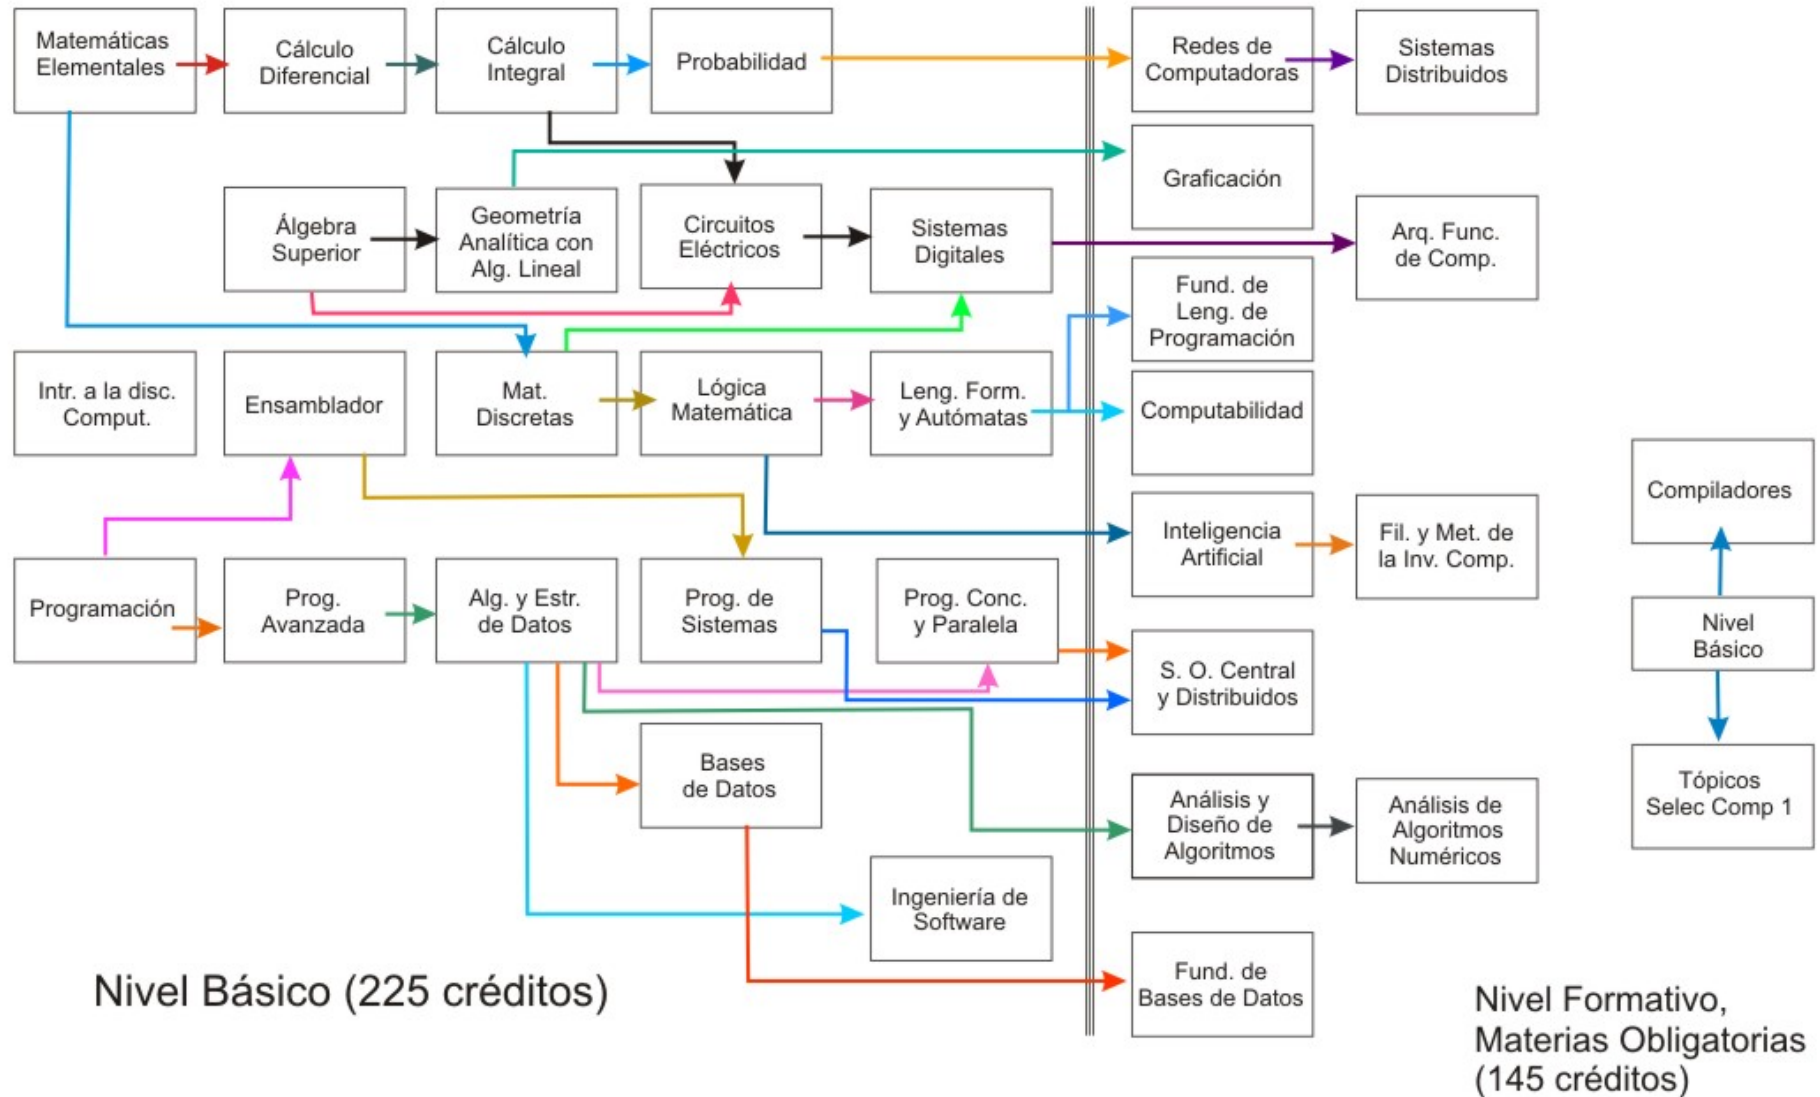 Matemáticas
Elementales
Cálculo
Diferencial
Cálculo
Integral
Probabilidad
Redes de
Computadoras
Sistemas
Distribuidos
Graficación
Álgebra
Superior
Geometría
Analítica con
Alg. Lineal
Circuitos
Eléctricos
Sistemas
Digitales
Arq. Func.
de Comp.
Fund. de
Leng. de
Programación
Intr. a la disc.
Comput.
Ensamblador
Mat.
Discretas
Lógica
Matemática
Leng. Form.
y Autómatas
Computabilidad
Compiladores
Inteligencia
Artificial
Fil. y Met. de
la Inv. Comp.
Programación
Prog.
Avanzada
Alg. y Estr.
de Datos
Prog. de
Sistemas
Prog. Conc.
y Paralela
S. O. Central
y Distribuidos
Nivel
Básico
Bases
de Datos
Análisis y
Diseño de
Algoritmos
Análisis de
Algoritmos
Numéricos
Tópicos
Selec Comp 1
Ingeniería de
Software
Fund. de
Bases de Datos
Nivel Básico (225 créditos)
Nivel Formativo,
Materias Obligatorias
(145 créditos)